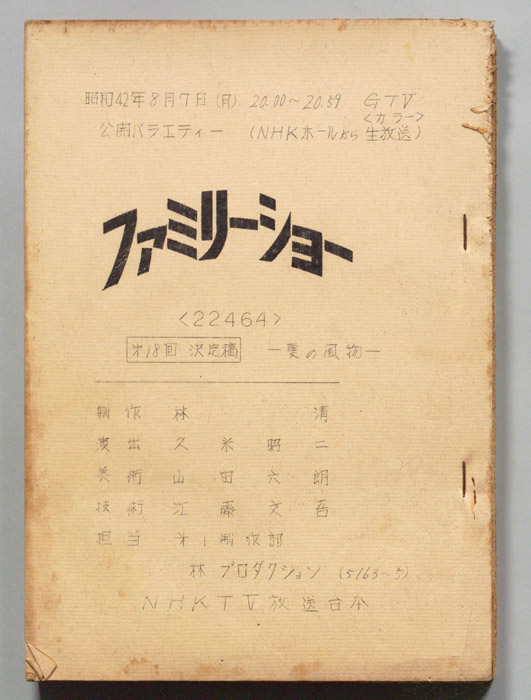 昭和42年8月7日(月) 20.00〜20.59 GTV
<カラー>
公開バラエティー (NHKホールから生放送)
ファミリーショー
<22464>
才18回 決定稿 ー夏の風物ー
制作 林 清
演出 久米昭二
美術 山田六朗
技術 江藤文吾
担当 才1制作部
林プロダクション (5163〜5)
NHKTV放送台本